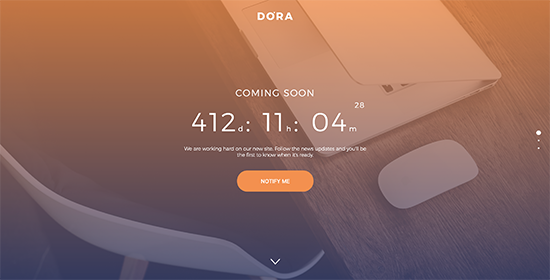 DORA
COMING SOON
28
412d : 11h : 04m
We are working hard on our new site. Follow the news updates and you'll be
the first to know when it's ready.
NOTIFY ME